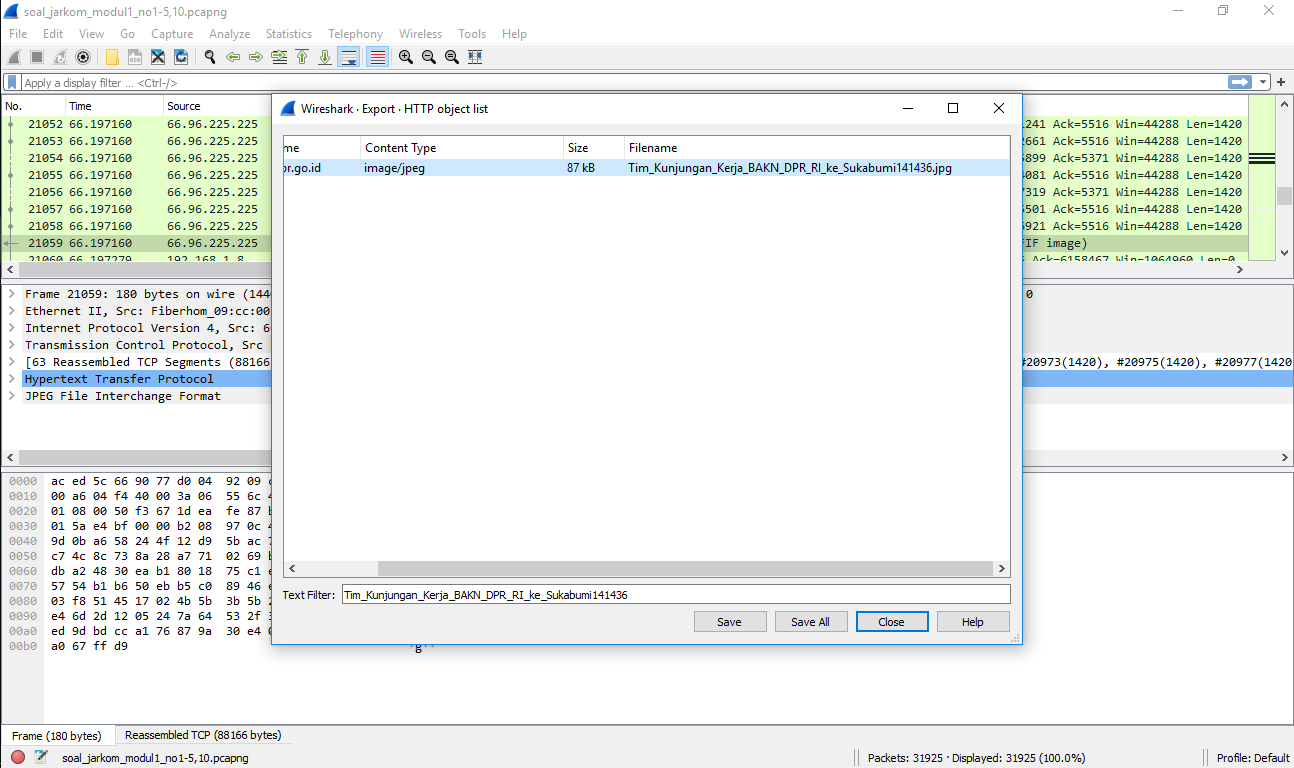 soal_jarkom_modul1_no1-5,10.pcapng
File Edit View Go Capture Analyze Statistics Telephony Wireless Tools Help
Apply a display filter ... <Ctrl-/>
No. Time Source
21052 66.197160 66.96.225.225 1241 Ack=5516 Win=44288 Len=1420
21053 66.197160 66.96.225.225 2661 Ack=5516 Win=44288 Len=1420
21054 66.197160 66.96.225.225 5899 Ack=5371 Win=44288 Len=1420
21055 66.197160 66.96.225.225 4081 Ack=5516 Win=44288 Len=1420
21056 66.197160 66.96.225.225 7319 Ack=5371 Win=44288 Len=1420
21057 66.197160 66.96.225.225 5501 Ack=5516 Win=44288 Len=1420
21058 66.197160 66.96.225.225 6921 Ack=5516 Win=44288 Len=1420
21059 66.197160 66.96.225.225 FIF image)
21060 66.197279 192.168.1.8 Ack=6158467 Win=1064960 Len=0
Wireshark · Export · HTTP object list
me Content Type Size Filename
pr.go.id image/jpeg 87 kB Tim_Kunjungan_Kerja_BAKN_DPR_RI_ke_Sukabumi141436.jpg
Text Filter: Tim_Kunjungan_Kerja_BAKN_DPR_RI_ke_Sukabumi141436
Save Save All Close Help
Frame 21059: 180 bytes on wire (144 0
Ethernet II, Src: Fiberhom_09:cc:00
Internet Protocol Version 4, Src: 6
Transmission Control Protocol, Src
[63 Reassembled TCP Segments (88166 #20973(1420), #20975(1420), #20977(1420
Hypertext Transfer Protocol
JPEG File Interchange Format
0000 ac ed 5c 66 90 77 d0 04 92 09
0010 00 a6 04 f4 40 00 3a 06 55 6c
0020 01 08 00 50 f3 67 1d ea fe 87
0030 01 5a e4 bf 00 00 b2 08 97 0c
0040 9d 0b a6 58 24 4f 12 d9 5b ac
0050 c7 4c 8c 73 8a 28 a7 71 02 69
0060 db a2 48 30 ea b1 80 18 75 c1
0070 57 54 b1 b6 50 eb b5 c0 89 46
0080 03 f8 51 45 17 02 4b 5b 3b 5b
0090 e4 6d 2d 12 05 24 7a 64 53 2f
00a0 ed 9d bd cc a1 76 87 9a 30 e4
00b0 a0 67 ff d9 ·g··
Frame (180 bytes) Reassembled TCP (88166 bytes)
soal_jarkom_modul1_no1-5,10.pcapng Packets: 31925 · Displayed: 31925 (100.0%) Profile: Default